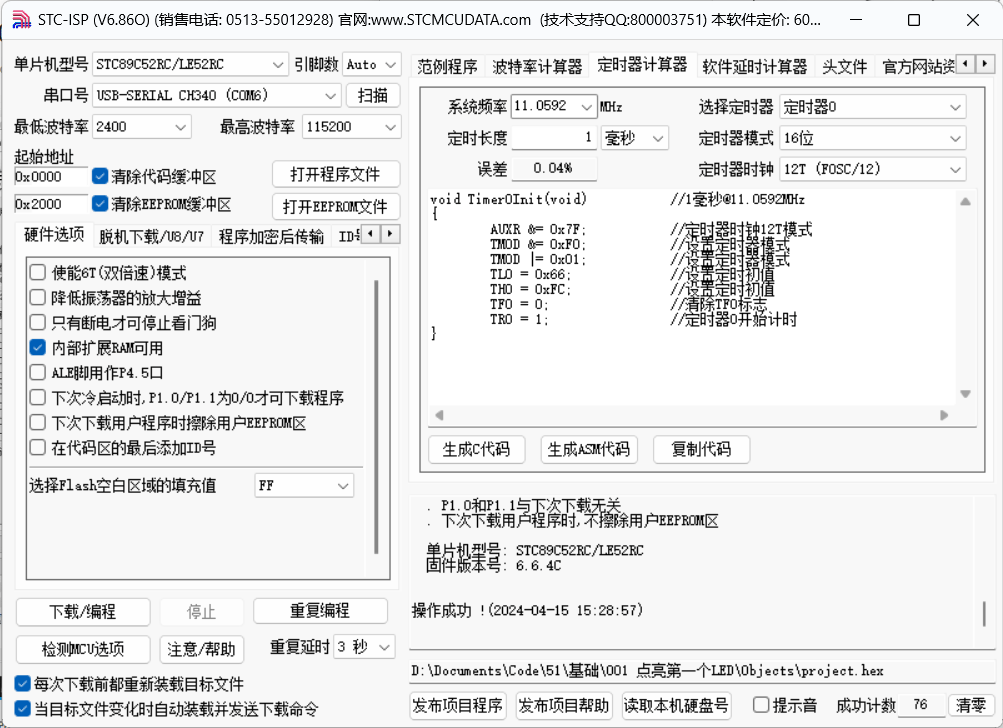 STC-ISP (V6.86O) (销售电话: 0513-55012928) 官网:www.STCMCUDATA.com (技术支持QQ:800003751) 本软件定价: 60...
单片机型号 STC89C52RC/LE52RC 引脚数 Auto
串口号 USB-SERIAL CH340 (COM6) 扫描
最低波特率 2400 最高波特率 115200
起始地址
0x0000 清除代码缓冲区 打开程序文件
0x2000 清除EEPROM缓冲区 打开EEPROM文件
硬件选项 脱机下载/U8/U7 程序加密后传输
使能6T(双倍速)模式
降低振荡器的放大增益
只有断电才可停止看门狗
内部扩展RAM可用
ALE脚用作P4.5口
下次冷启动时,P1.0/P1.1为0/0才可下载程序
下次下载用户程序时擦除用户EEPROM区
在代码区的最后添加ID号
选择Flash空白区域的填充值 FF
下载/编程 停止 重复编程
检测MCU选项 注意/帮助 重复延时 3 秒
每次下载前都重新装载目标文件
当目标文件变化时自动装载并发送下载命令
范例程序 波特率计算器 定时器计算器 软件延时计算器 头文件 官方网站资
系统频率 11.0592 MHz 选择定时器 定时器0
定时长度 1 毫秒 定时器模式 16位
误差 0.04% 定时器时钟 12T (FOSC/12)
void Timer0Init(void) //1毫秒@11.0592MHz
{
AUXR &= 0x7F; //定时器时钟12T模式
TMOD &= 0xF0; //设置定时器模式
TMOD |= 0x01; //设置定时器模式
TL0 = 0x66; //设置定时初值
TH0 = 0xFC; //设置定时初值
TF0 = 0; //清除TF0标志
TR0 = 1; //定时器0开始计时
}
生成C代码 生成ASM代码 复制代码
. P1.0和P1.1与下次下载无关
. 下次下载用户程序时,不擦除用户EEPROM区
单片机型号: STC89C52RC/LE52RC
固件版本号: 6.6.4C
操作成功 !(2024-04-15 15:28:57)
D:\Documents\Code\51\基础\001 点亮第一个LED\Objects\project.hex
发布项目程序 发布项目帮助 读取本机硬盘号 提示音 成功计数 76 清零